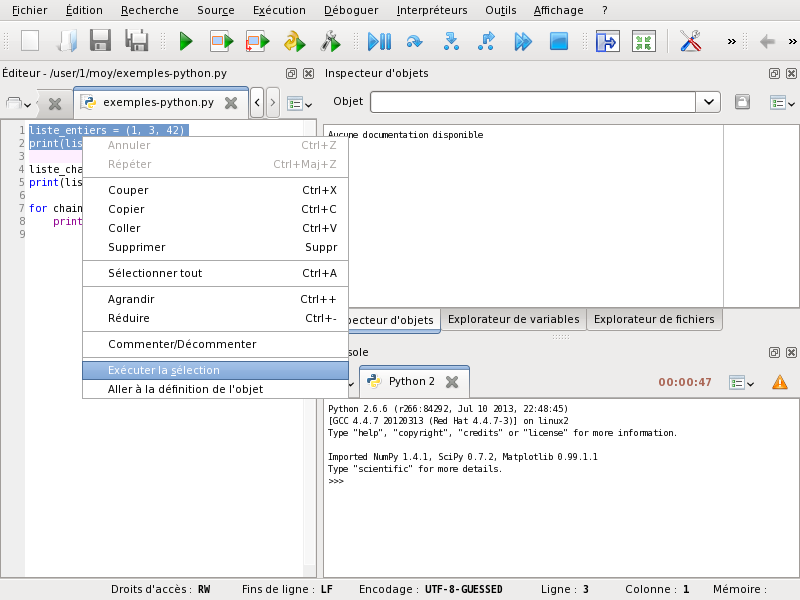 Fichier Édition Recherche Source Exécution Déboguer Interpréteurs Outils Affichage ?
Éditeur - /user/1/moy/exemples-python.py
exemples-python.py
1 liste_entiers = (1, 3, 42)
2 print(lis
3
4 liste_cha
5 print(lis
6
7 for chain
8 print
9
Annuler Ctrl+Z
Répéter Ctrl+Maj+Z
Couper Ctrl+X
Copier Ctrl+C
Coller Ctrl+V
Supprimer Suppr
Sélectionner tout Ctrl+A
Agrandir Ctrl++
Réduire Ctrl+-
Commenter/Décommenter
Exécuter la sélection
Aller à la définition de l'objet
Inspecteur d'objets
Objet
Aucune documentation disponible
pecteur d'objets Explorateur de variables Explorateur de fichiers
sole
Python 2 00:00:47
Python 2.6.6 (r266:84292, Jul 10 2013, 22:48:45)
[GCC 4.4.7 20120313 (Red Hat 4.4.7-3)] on linux2
Type "help", "copyright", "credits" or "license" for more information.
Imported NumPy 1.4.1, SciPy 0.7.2, Matplotlib 0.99.1.1
Type "scientific" for more details.
>>>
Droits d'accès : RW Fins de ligne : LF Encodage : UTF-8-GUESSED Ligne : 3 Colonne : 1 Mémoire :